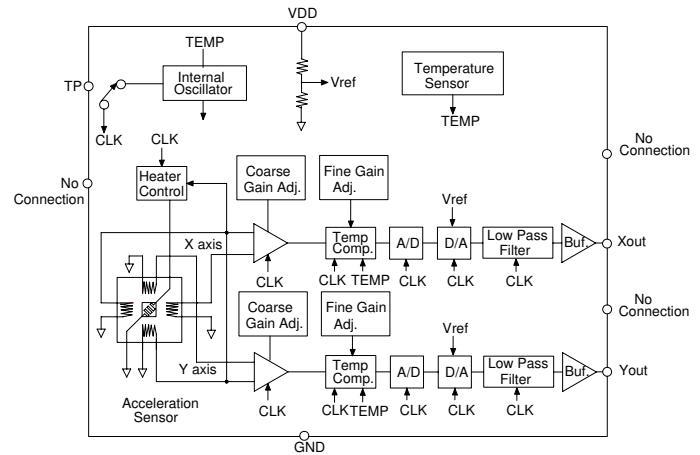 VDD
TEMP
Internal
Oscillator
Vref
Temperature
Sensor
TEMP
TP
CLK
CLK
No
Connection
No
Connection
Heater
Control
Coarse
Gain Adj.
Fine Gain
Adj.
Vref
X axis
Temp
Comp.
A/D
D/A
Low Pass
Filter
Buf.
Xout
CLK
CLK
TEMP
CLK
CLK
CLK
Coarse
Gain Adj.
Fine Gain
Adj.
No
Connection
Vref
Y axis
Temp
Comp.
A/D
D/A
Low Pass
Filter
Buf.
Yout
CLK
CLK
TEMP
CLK
CLK
CLK
Acceleration
Sensor
GND